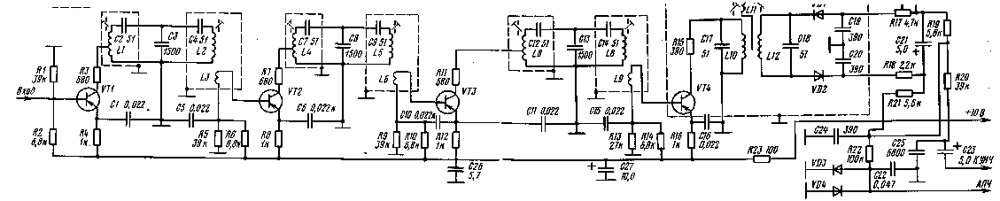 C2 51
L1
C3
1500
C4 51
L2
C7 51
L4
C8
1500
C9 51
L5
C12 51
L8
C13
1500
C14 51
L8
R15
390
C17
51
L10
L11
L12
C18
51
VD1
C19
390
R17 4,7к
R19
5,6к
C21
5,0
C20
390
R18 2,2к
VD2
R20
39к
R21 5,6к
R1
39к
R3
680
VT1
L3
R7
680
VT2
L6
R11
680
VT3
L9
VT4
Вход
C1 0,022
C5 0,022
C6 0,022к
C10 0,022к
C11 0,022
C15 0,022
C16
0,022
+10 В
R2
6,8к
R4
1к
R5
39к
R6
6,8к
R8
1к
R9
39к
R10
6,8к
R12
1к
R13
27к
R14
6,8к
R16
1к
R23 100
C24 390
R22
100к
C25
6800
C23
5,0 К УНЧ
C26
5,7
C27
10,0
VD3
C22
0,047
VD4
АПЧ